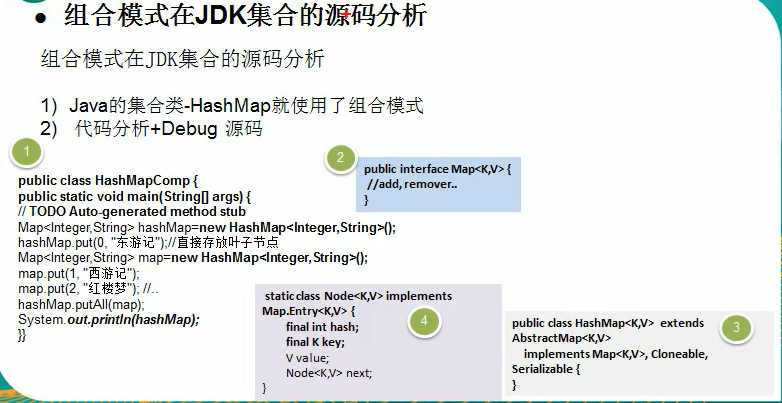 ● 组合模式在JDK集合的源码分析
组合模式在JDK集合的源码分析
1) Java的集合类-HashMap就使用了组合模式
2) 代码分析+Debug 源码
1
public class HashMapComp {
public static void main(String[] args) {
// TODO Auto-generated method stub
Map<Integer,String> hashMap=new HashMap<Integer,String>();
hashMap.put(0, "东游记");//直接存放叶子节点
Map<Integer,String> map=new HashMap<Integer,String>();
map.put(1, "西游记");
map.put(2, "红楼梦"); //..
hashMap.putAll(map);
System.out.println(hashMap);
}}
2
public interface Map<K,V> {
//add, remover..
}
static class Node<K,V> implements
Map.Entry<K,V> {
final int hash;
final K key;
V value;
Node<K,V> next;
}
4
public class HashMap<K,V> extends
AbstractMap<K,V>
implements Map<K,V>, Cloneable,
Serializable {
}
3